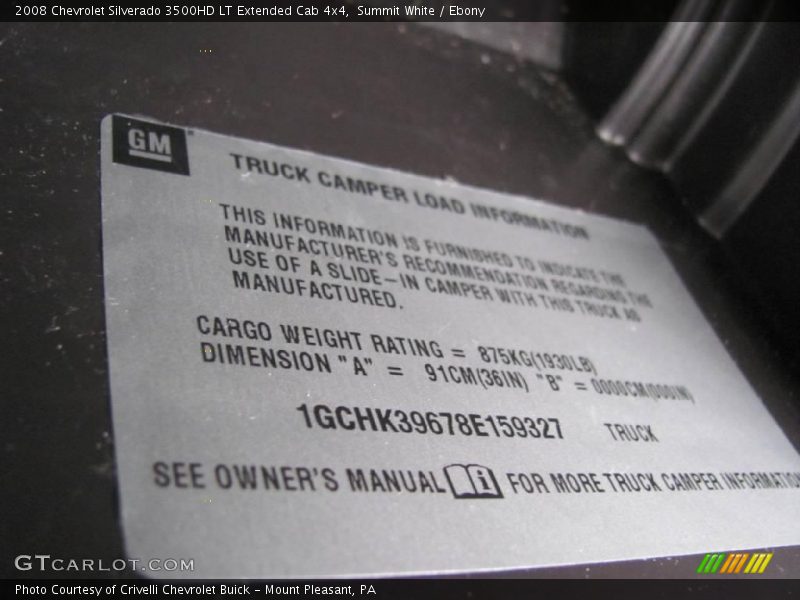 2008 Chevrolet Silverado 3500HD LT Extended Cab 4x4,  Summit White / Ebony
GM
TRUCK CAMPER LOAD INFORMATION
THIS INFORMATION IS FURNISHED TO INDICATE THE
MANUFACTURER'S RECOMMENDATION REGARDING THE
USE OF A SLIDE-IN CAMPER WITH THIS TRUCK AS
MANUFACTURED.
CARGO WEIGHT RATING = 875KG(1930LB)
DIMENSION "A" = 91CM(36IN) "B" = 0000CM(000IN)
1GCHK39678E159327 TRUCK
SEE OWNER'S MANUAL FOR MORE TRUCK CAMPER INFORMATION
GTCARLOT.COM
Photo Courtesy of Crivelli Chevrolet Buick - Mount Pleasant, PA